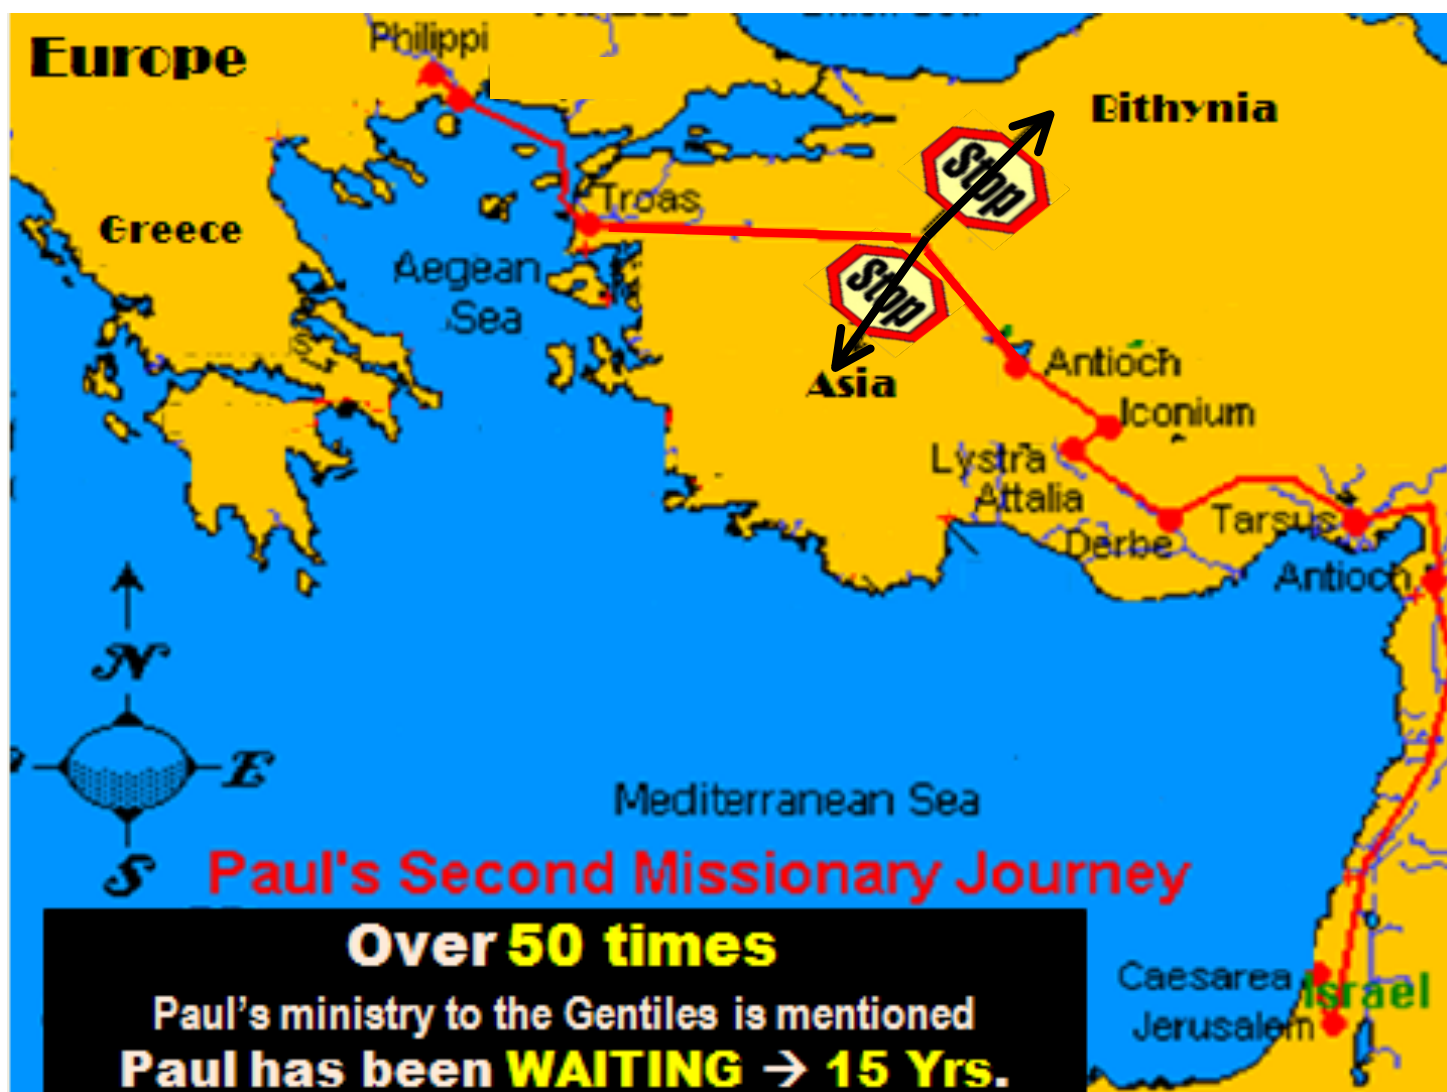 Philippi
Europe
Bithynia
Stop
Troas
Greece
Aegean
Sea
Stop
Antioch
Asia
Iconium
Lystra
Attalia
Tarsus
Derbe
Antioch
N
E
Mediterranean Sea
S
Paul's Second Missionary Journey
Over 50 times
Caesarea
Israel
Paul’s ministry to the Gentiles is mentioned
Jerusalem
Paul has been WAITING → 15 Yrs.